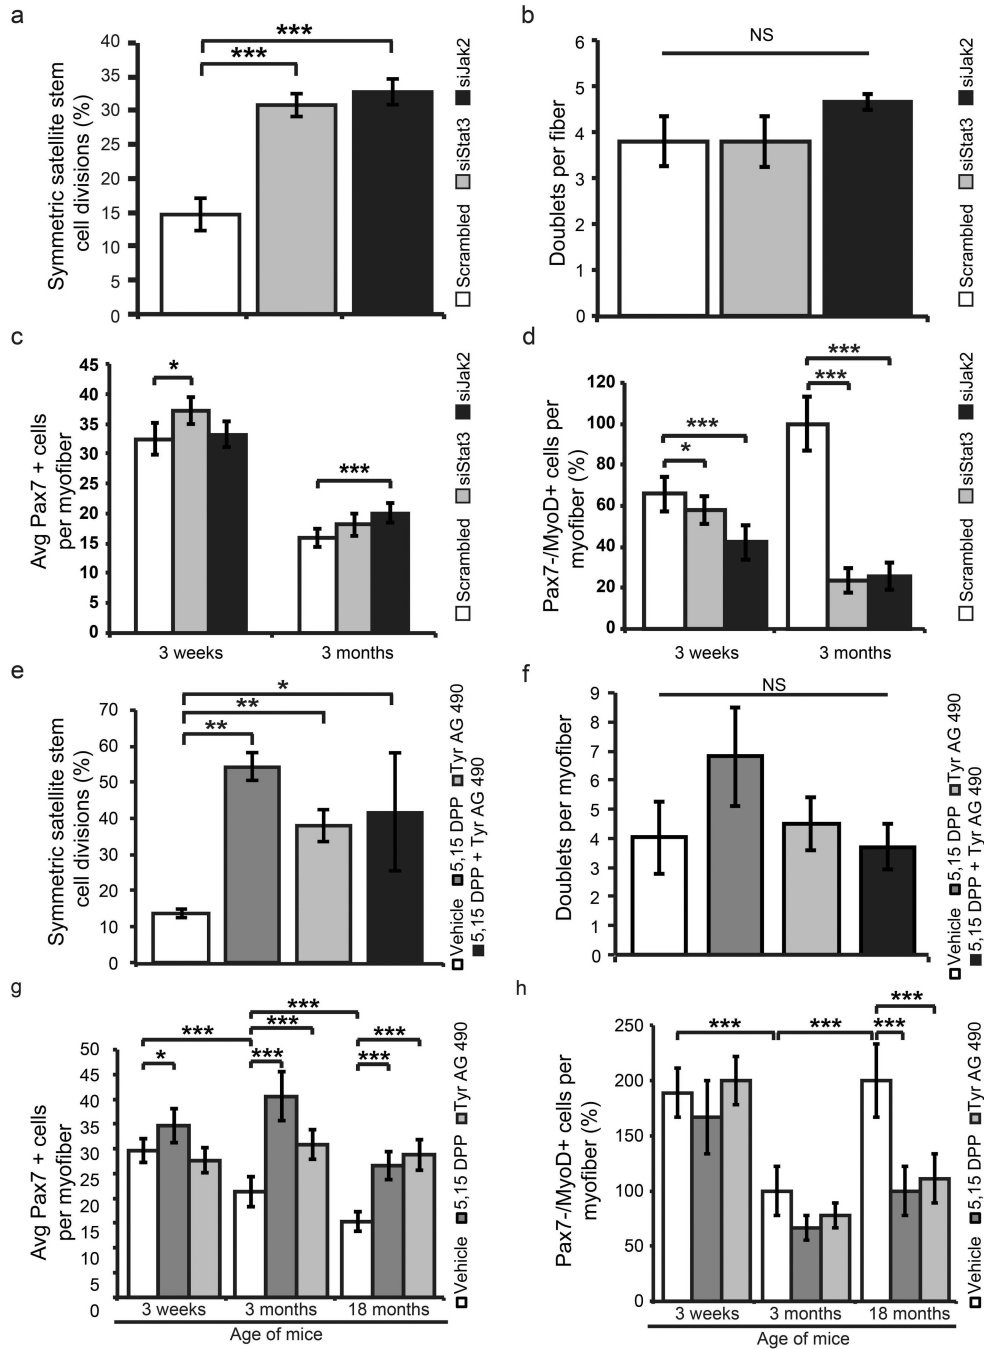 a
Symmetric satellite stem
cell divisions (%)
40
35
30
25
20
15
10
5
0
***
***
Scrambled siStat3 siJak2
b
Doublets per fiber
6
5
4
3
2
1
0
NS
Scrambled siStat3 siJak2
c
Avg Pax7 + cells
per myofiber
45
40
35
30
25
20
15
10
5
0
*
***
3 weeks 3 months
Scrambled siStat3 siJak2
d
Pax7-/MyoD+ cells per
myofiber (%)
120
100
80
60
40
20
0
***
*
***
***
3 weeks 3 months
Scrambled siStat3 siJak2
e
Symmetric satellite stem
cell divisions (%)
70
60
50
40
30
20
10
0
*
**
**
Vehicle 5,15 DPP Tyr AG 490
5,15 DPP + Tyr AG 490
f
Doublets per myofiber
9
8
7
6
5
4
3
2
1
0
NS
Vehicle 5,15 DPP Tyr AG 490
5,15 DPP + Tyr AG 490
g
Avg Pax7 + cells
per myofiber
50
45
40
35
30
25
20
15
10
5
0
***
*
***
***
***
***
***
3 weeks 3 months 18 months
Age of mice
Vehicle 5,15 DPP Tyr AG 490
h
Pax7-/MyoD+ cells per
myofiber (%)
250
200
150
100
50
0
***
***
***
***
3 weeks 3 months 18 months
Age of mice
Vehicle 5,15 DPP Tyr AG 490